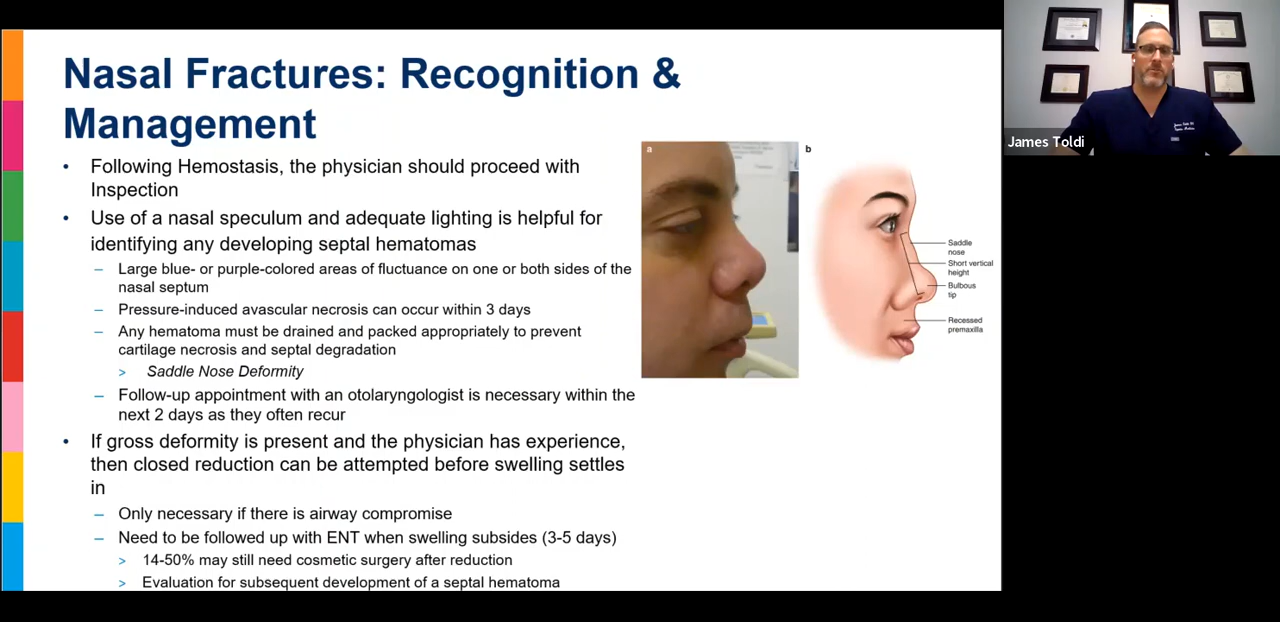 Nasal Fractures: Recognition &
Management
• Following Hemostasis, the physician should proceed with
Inspection
• Use of a nasal speculum and adequate lighting is helpful for
identifying any developing septal hematomas
– Large blue- or purple-colored areas of fluctuance on one or both sides of the
nasal septum
– Pressure-induced avascular necrosis can occur within 3 days
– Any hematoma must be drained and packed appropriately to prevent
cartilage necrosis and septal degradation
> Saddle Nose Deformity
– Follow-up appointment with an otolaryngologist is necessary within the
next 2 days as they often recur
• If gross deformity is present and the physician has experience,
then closed reduction can be attempted before swelling settles
in
– Only necessary if there is airway compromise
– Need to be followed up with ENT when swelling subsides (3-5 days)
> 14-50% may still need cosmetic surgery after reduction
> Evaluation for subsequent development of a septal hematoma
a
b
Saddle
nose
Short vertical
height
Bulbous
tip
Recessed
premaxilla
James Toldi